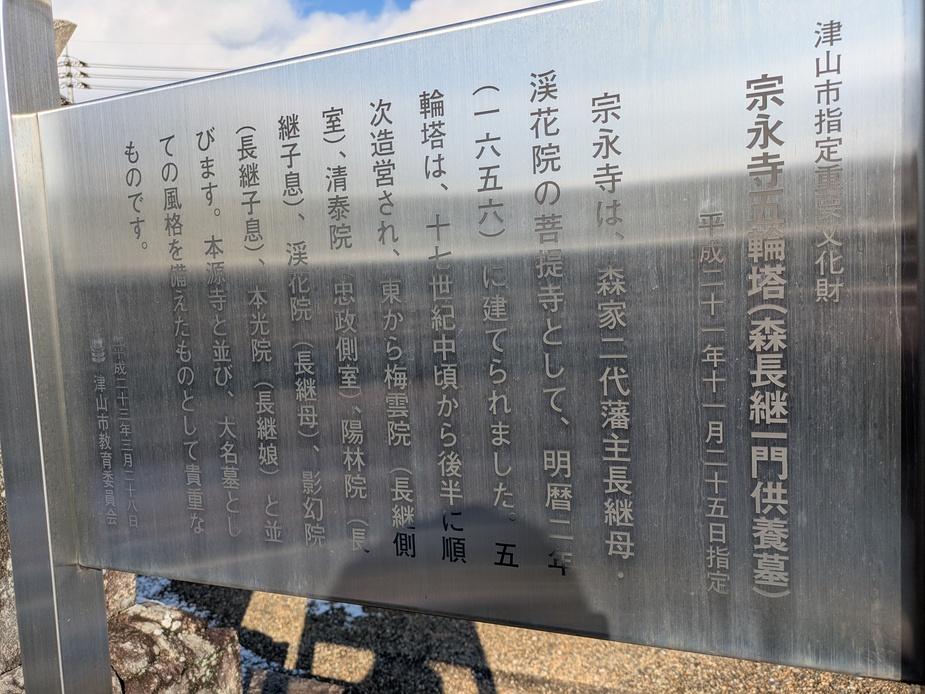 津山市指定重要文化財
宗永寺五輪塔（森長継一門供養墓）
平成二十一年十一月二十五日指定
宗永寺は、森家二代藩主長継母・
渓花院の菩提寺として、明暦二年
（一六五六）に建てられました。五
輪塔は、十七世紀中頃から後半に順
次造営され、東から梅雲院（長継側
室）、清泰院（忠政側室）、陽林院（長
継子息）、渓花院（長継母）、影幻院
（長継子息）、本光院（長継娘）と並
びます。本源寺と並び、大名墓とし
ての風格を備えたものとして貴重な
ものです。
平成二十三年三月二十八日
津山市教育委員会